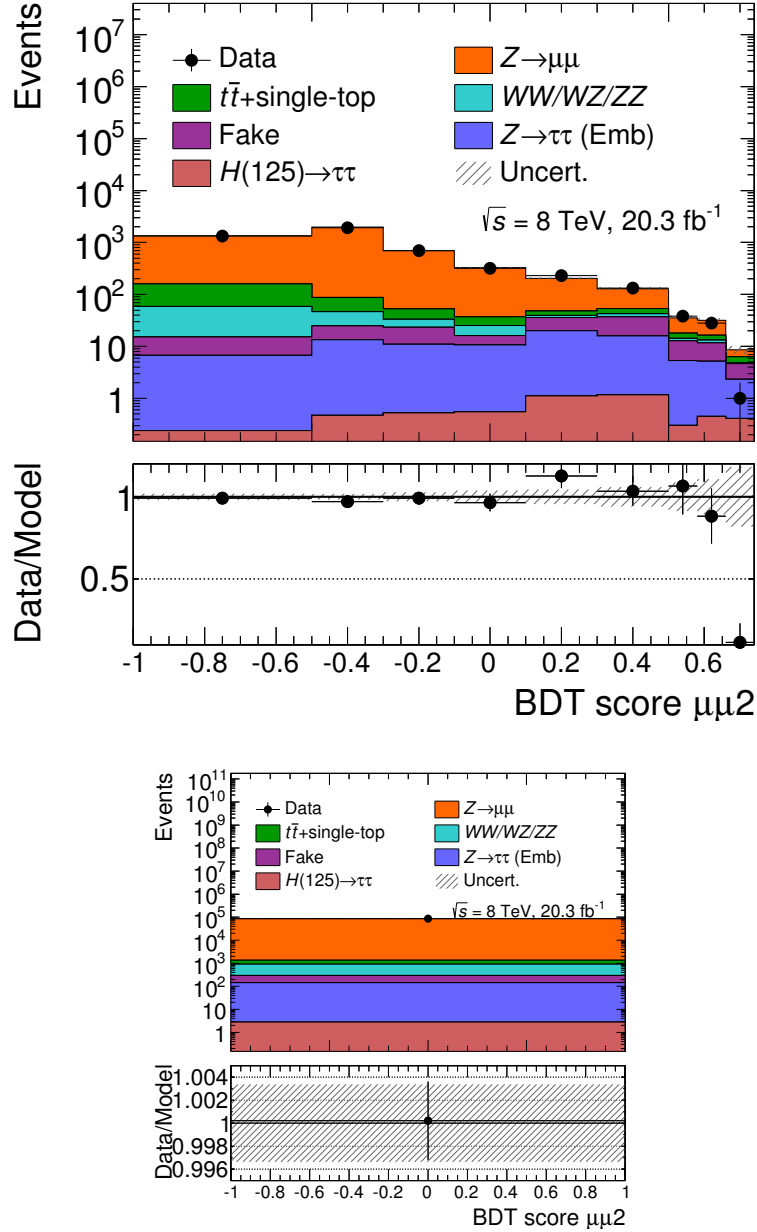 Events
10⁷
10⁶
10⁵
10⁴
10³
10²
10
1
Data
tt̄+single-top
Fake
H(125)→ττ
Z→μμ
WW/WZ/ZZ
Z→ττ (Emb)
Uncert.
√s = 8 TeV, 20.3 fb⁻¹
Data/Model
1
0.5
-1 -0.8 -0.6 -0.4 -0.2 0 0.2 0.4 0.6
BDT score μμ2
Events
10¹¹
10¹⁰
10⁹
10⁸
10⁷
10⁶
10⁵
10⁴
10³
10²
10
1
Data
tt̄+single-top
Fake
H(125)→ττ
Z→μμ
WW/WZ/ZZ
Z→ττ (Emb)
Uncert.
√s = 8 TeV, 20.3 fb⁻¹
Data/Model
1.004
1.002
1
0.998
0.996
-1 -0.8 -0.6 -0.4 -0.2 0 0.2 0.4 0.6 0.8 1
BDT score μμ2